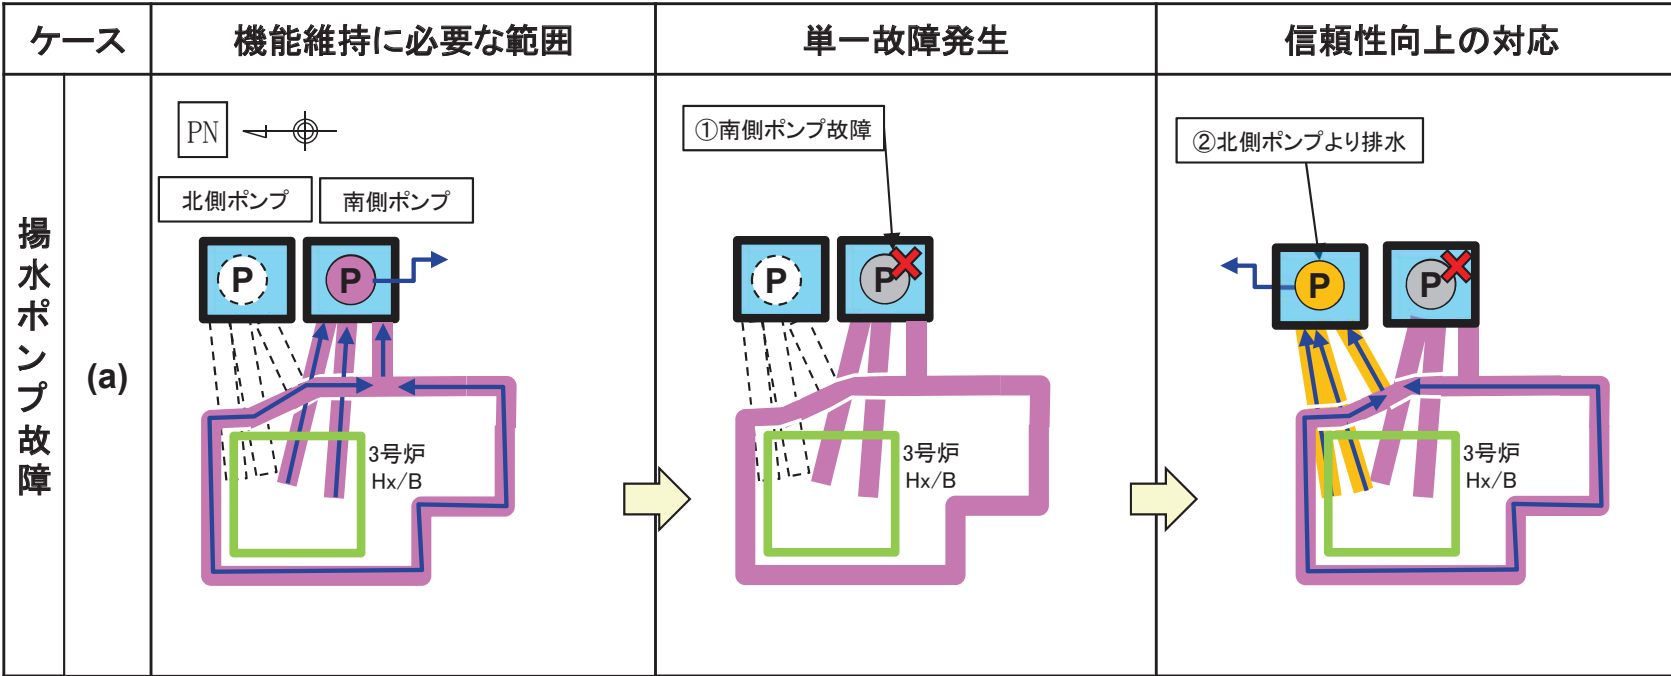 ケース
機能維持に必要な範囲
単一故障発生
信頼性向上の対応
揚水ポンプ故障
(a)
PN
北側ポンプ
南側ポンプ
P
P
3号炉
Hx/B
①南側ポンプ故障
P
P
3号炉
Hx/B
②北側ポンプより排水
P
P
3号炉
Hx/B